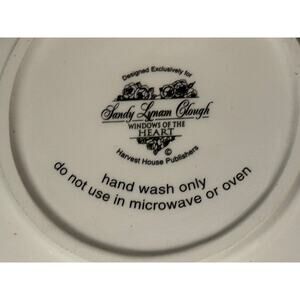 Designed Exclusively for
Sandy Lynam Clough
WINDOWS OF THE
HEART
©
Harvest House Publishers
hand wash only
do not use in microwave or oven